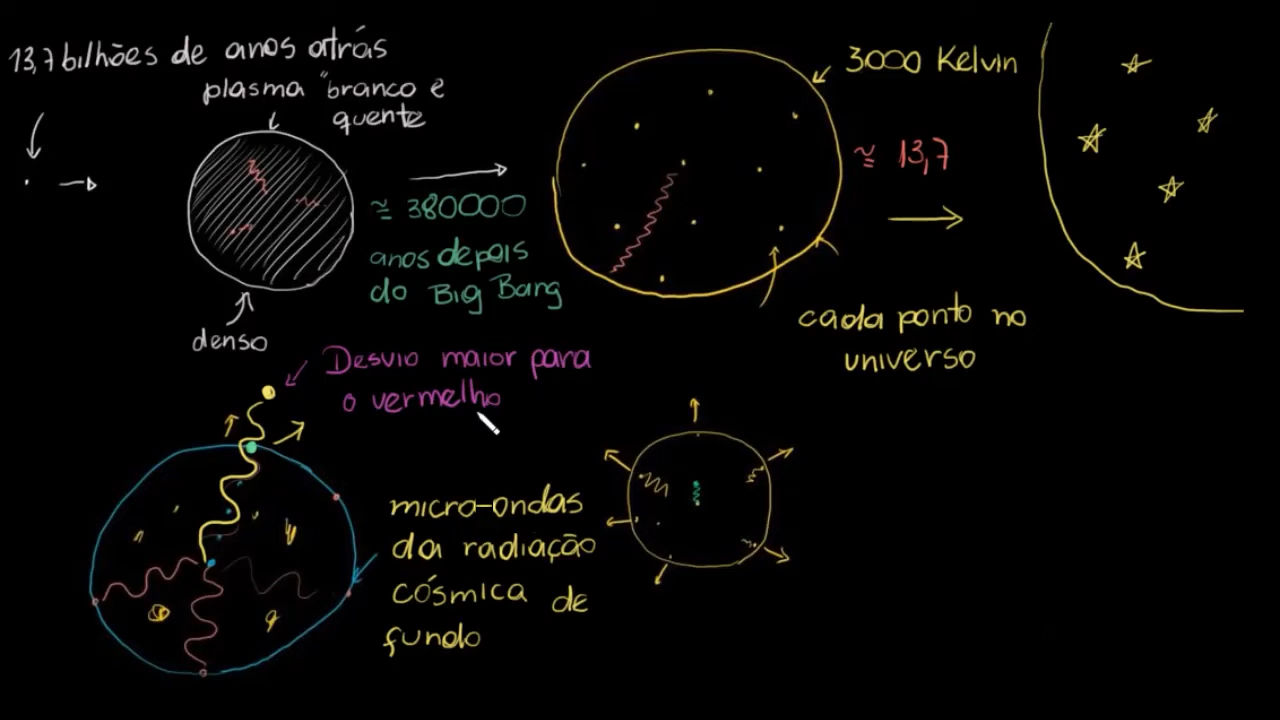 13,7 bilhões de anos atrás
plasma "branco e
quente
denso
≅ 380000
anos depois
do Big Bang
3000 Kelvin
≅ 13,7
cada ponto no
universo
Desvio maior para
o vermelho
micro-ondas
da radiação
cósmica de
fundo